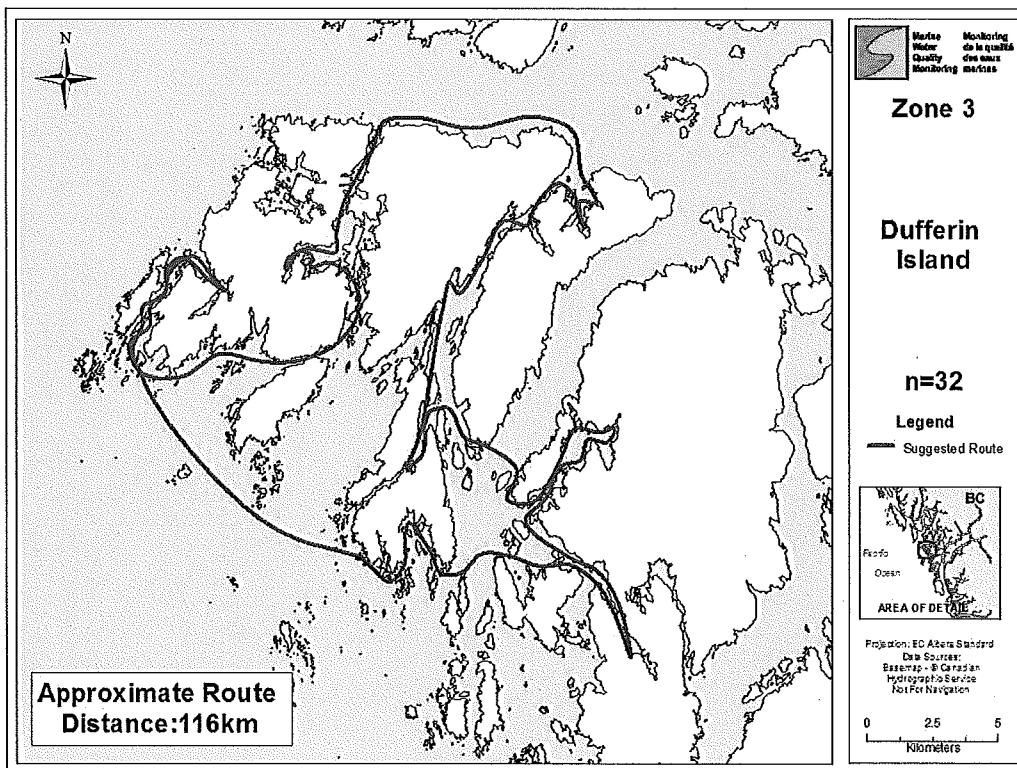 N
Approximate Route
Distance:116km
Marine Monitoring
Water de la qualité
Quality des eaux
Monitoring marines
Zone 3
Dufferin
Island
n=32
Legend
Suggested Route
BC
Pacific
Ocean
AREA OF DETAIL
Projection: BC Albers Standard
Data Sources:
Basemap - © Canadian
Hydrographic Service
Not For Navigation
0 2.5 5
Kilometers